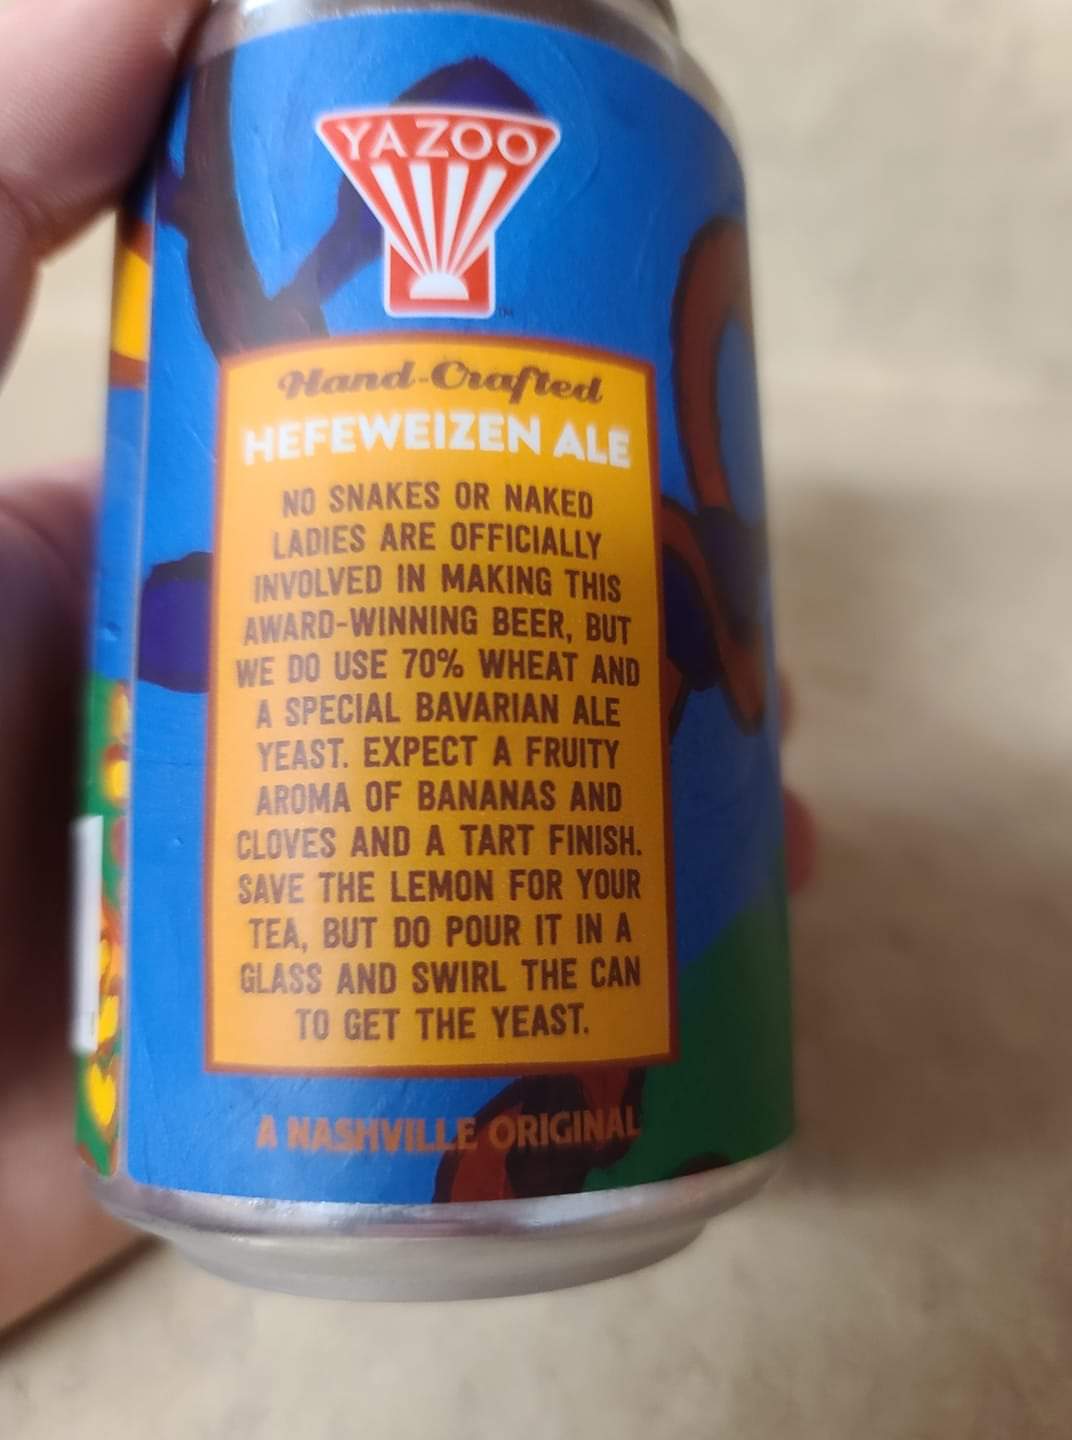 YAZOO
TM
Hand-Crafted
HEFEWEIZEN ALE
NO SNAKES OR NAKED
LADIES ARE OFFICIALLY
INVOLVED IN MAKING THIS
AWARD-WINNING BEER, BUT
WE DO USE 70% WHEAT AND
A SPECIAL BAVARIAN ALE
YEAST. EXPECT A FRUITY
AROMA OF BANANAS AND
CLOVES AND A TART FINISH.
SAVE THE LEMON FOR YOUR
TEA, BUT DO POUR IT IN A
GLASS AND SWIRL THE CAN
TO GET THE YEAST.
A NASHVILLE ORIGINAL